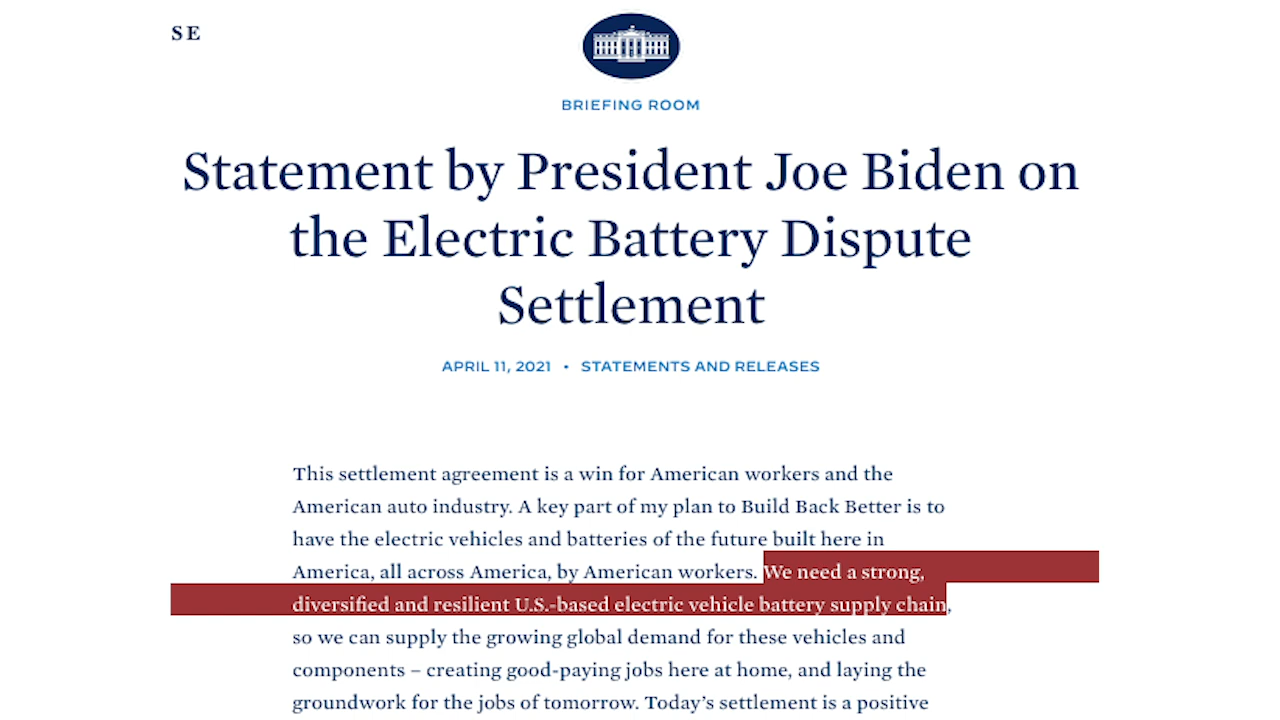 SE
BRIEFING ROOM
Statement by President Joe Biden on
the Electric Battery Dispute
Settlement
APRIL 11, 2021 • STATEMENTS AND RELEASES
This settlement agreement is a win for American workers and the
American auto industry. A key part of my plan to Build Back Better is to
have the electric vehicles and batteries of the future built here in
America, all across America, by American workers. We need a strong,
diversified and resilient U.S.-based electric vehicle battery supply chain,
so we can supply the growing global demand for these vehicles and
components – creating good-paying jobs here at home, and laying the
groundwork for the jobs of tomorrow. Today’s settlement is a positive